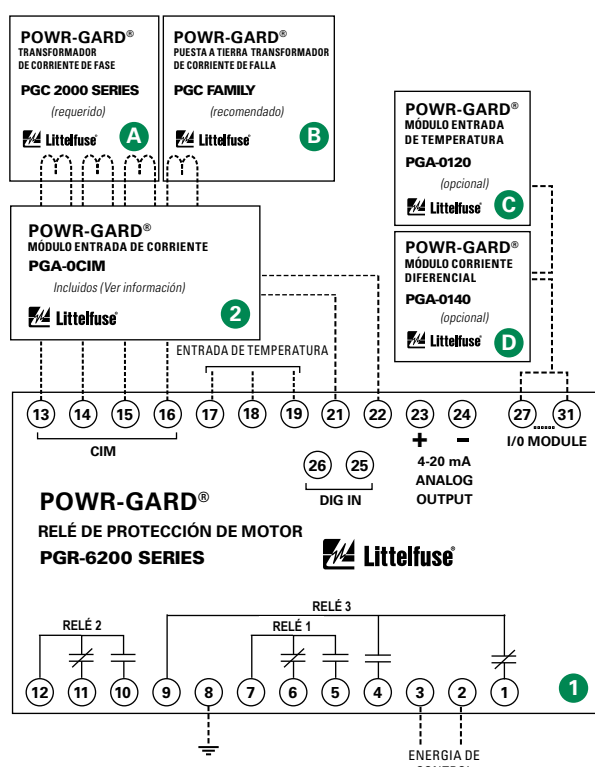 POWR-GARD®
TRANSFORMADOR
DE CORRIENTE DE FASE
PGC 2000 SERIES
(requerido)
Littelfuse®
A
POWR-GARD®
PUESTA A TIERRA TRANSFORMADOR
DE CORRIENTE DE FALLA
PGC FAMILY
(recomendado)
Littelfuse®
B
POWR-GARD®
MÓDULO ENTRADA
DE TEMPERATURA
PGA-0120
(opcional)
Littelfuse®
C
POWR-GARD®
MÓDULO ENTRADA DE CORRIENTE
PGA-0CIM
Incluidos (Ver información)
Littelfuse®
2
POWR-GARD®
MÓDULO CORRIENTE
DIFERENCIAL
PGA-0140
(opcional)
Littelfuse®
D
ENTRADA DE TEMPERATURA
13 14 15 16 17 18 19 21 22 23 24 27 31
CIM
+ –
I/0 MODULE
26 25
DIG IN
4-20 mA
ANALOG
OUTPUT
POWR-GARD®
RELÉ DE PROTECCIÓN DE MOTOR
PGR-6200 SERIES
Littelfuse®
RELÉ 3
RELÉ 2
RELÉ 1
12 11 10 9 8 7 6 5 4 3 2 1
1
ENERGIA DE